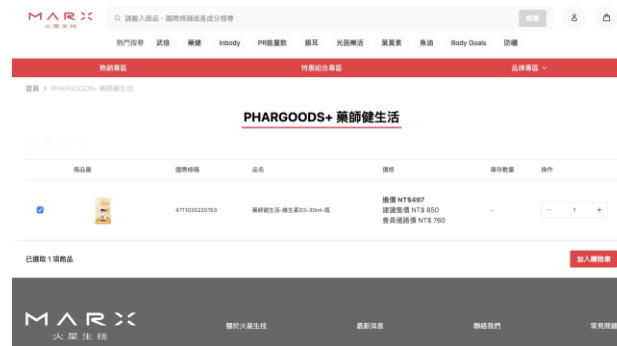 MARX
火星生技
請輸入商品、國際條碼或是成分搜尋
搜尋
熱門搜尋 武倍 藥健 Inbody PR能量飲 銀耳 光茵樂活 葉黃素 魚油 Body Goals 防曬
熱銷專區 特惠組合專區 品牌專區
首頁 > PHARGOODS+ 藥師健生活
PHARGOODS+ 藥師健生活
商品圖 國際條碼 品名 價格 庫存數量 操作
4711035220153 藥師健生活-維生素D3-30ml-瓶 進價 NT$497 - - 1 +
建議售價 NT$ 850
會員通路價 NT$ 760
已選取 1 項商品 加入購物車
MARX
火星生技
關於火星生技 最新消息 聯絡我們 常見問題